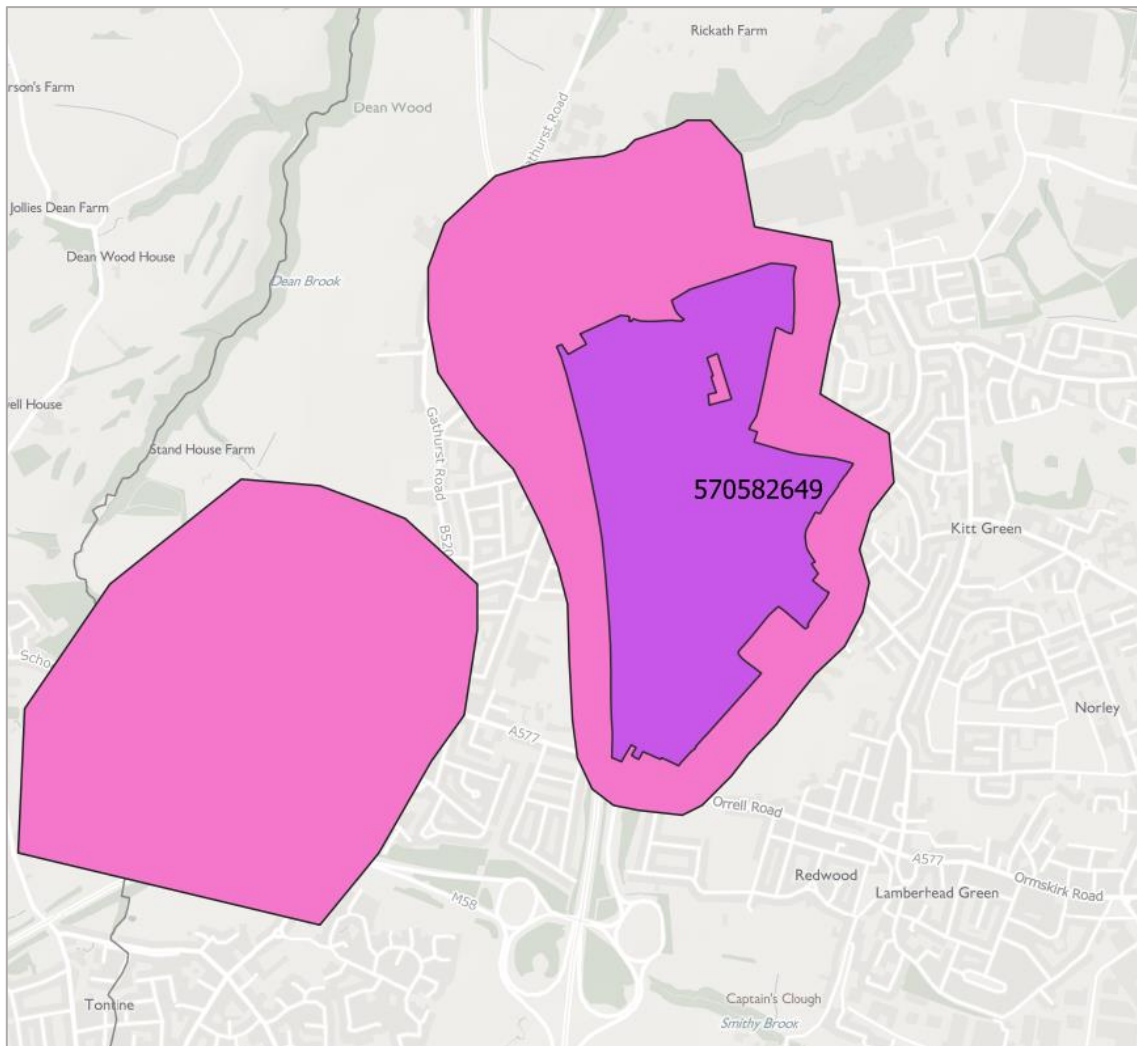 Rickath Farm
rson's Farm
Dean Wood
hurst Road
Jollies Dean Farm
Dean Wood House
Dean Brook
ell House
Gathurst Road
Stand House Farm
570582649
B520
Kitt Green
Scho
Norley
A577
Orrell Road
A577
Redwood
Ormskirk Road
M58
Lamberhead Green
Captain's Clough
Tontine
Smithy Brook